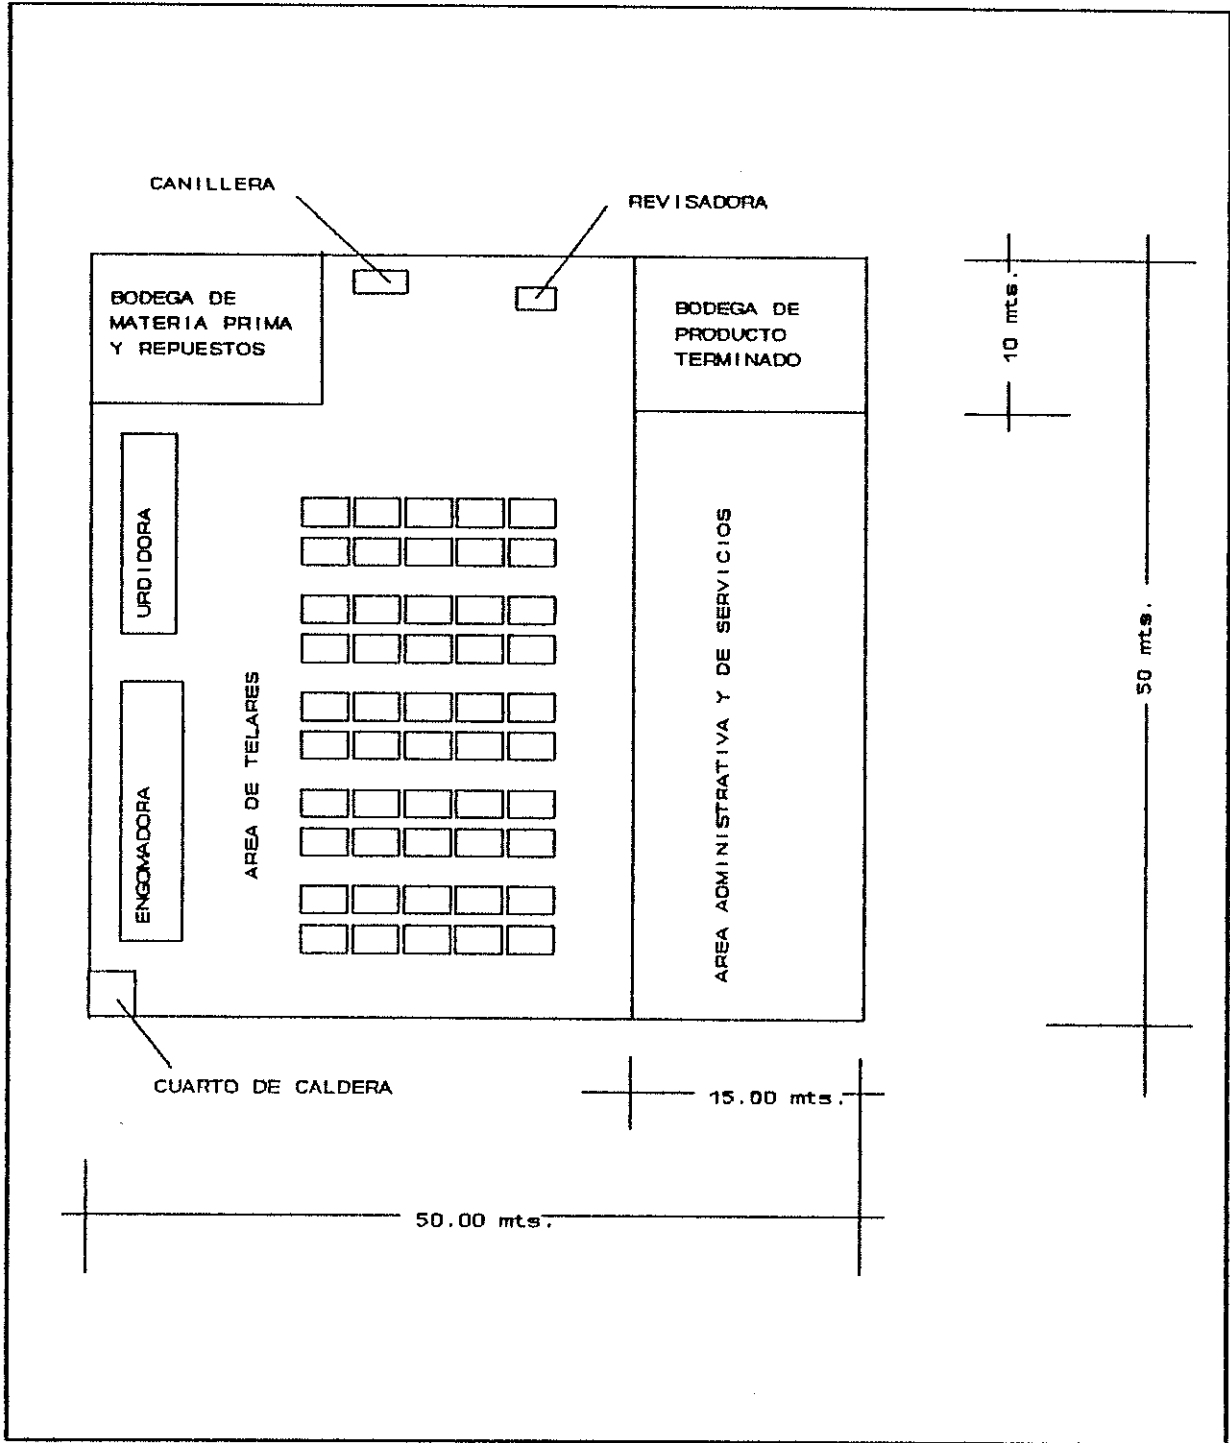 CANILLERA
REVISADORA
BODEGA DE
MATERIA PRIMA
Y REPUESTOS
BODEGA DE
PRODUCTO
TERMINADO
10 mts.
URDIDORA
ENGOMADORA
AREA DE TELARES
AREA ADMINISTRATIVA Y DE SERVICIOS
50 mts.
CUARTO DE CALDERA
15.00 mts.
50.00 mts.